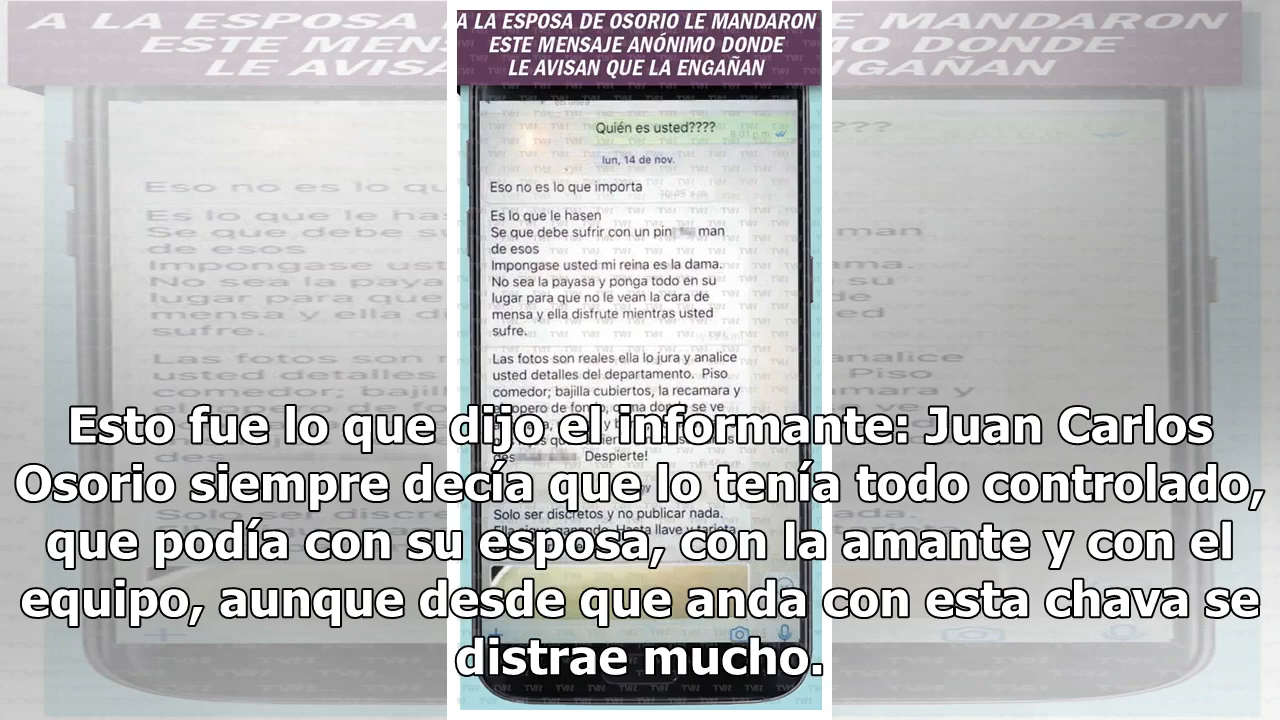 A LA ESPOSA DE OSORIO LE MANDARON
ESTE MENSAJE ANÓNIMO DONDE
LE AVISAN QUE LA ENGAÑAN
Quién es usted????
8:01 p.m.
lun, 14 de nov.
Eso no es lo que importa
Es lo que le hasen
Se que debe sufrir con un pin man
de esos
Impongase usted mi reina es la dama.
No sea la payasa y ponga todo en su
lugar para que no le vean la cara de
mensa y ella disfrute mientras usted
sufre.
Las fotos son reales ella lo jura y analice
usted detalles del departamento. Piso
comedor; bajilla cubiertos, la recamara y
des Despierte!
Solo ser discretos y no publicar nada.
Esto fue lo que dijo el informante: Juan Carlos
Osorio siempre decía que lo tenía todo controlado,
que podía con su esposa, con la amante y con el
equipo, aunque desde que anda con esta chava se
distrae mucho.